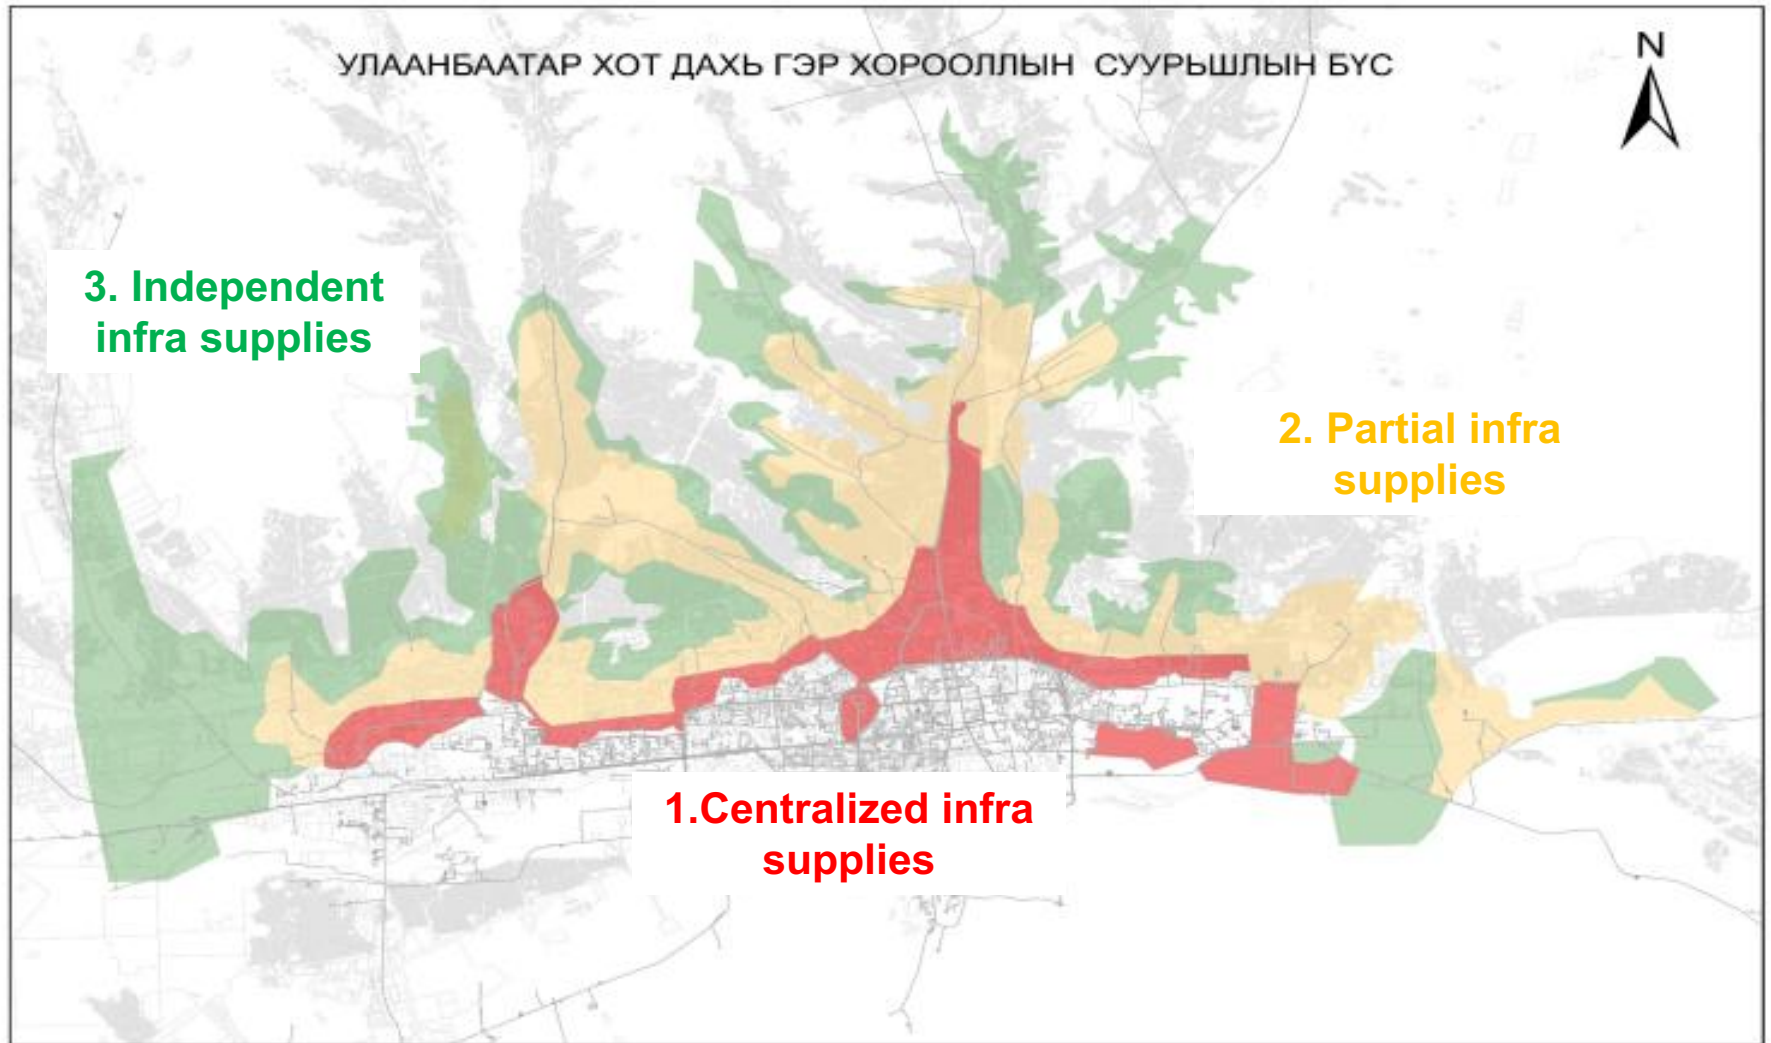 УЛААНБААТАР ХОТ ДАХЬ ГЭР ХОРООЛЛЫН СУУРЬШЛЫН БҮС
N
3. Independent
infra supplies
2. Partial infra
supplies
1.Centralized infra
supplies